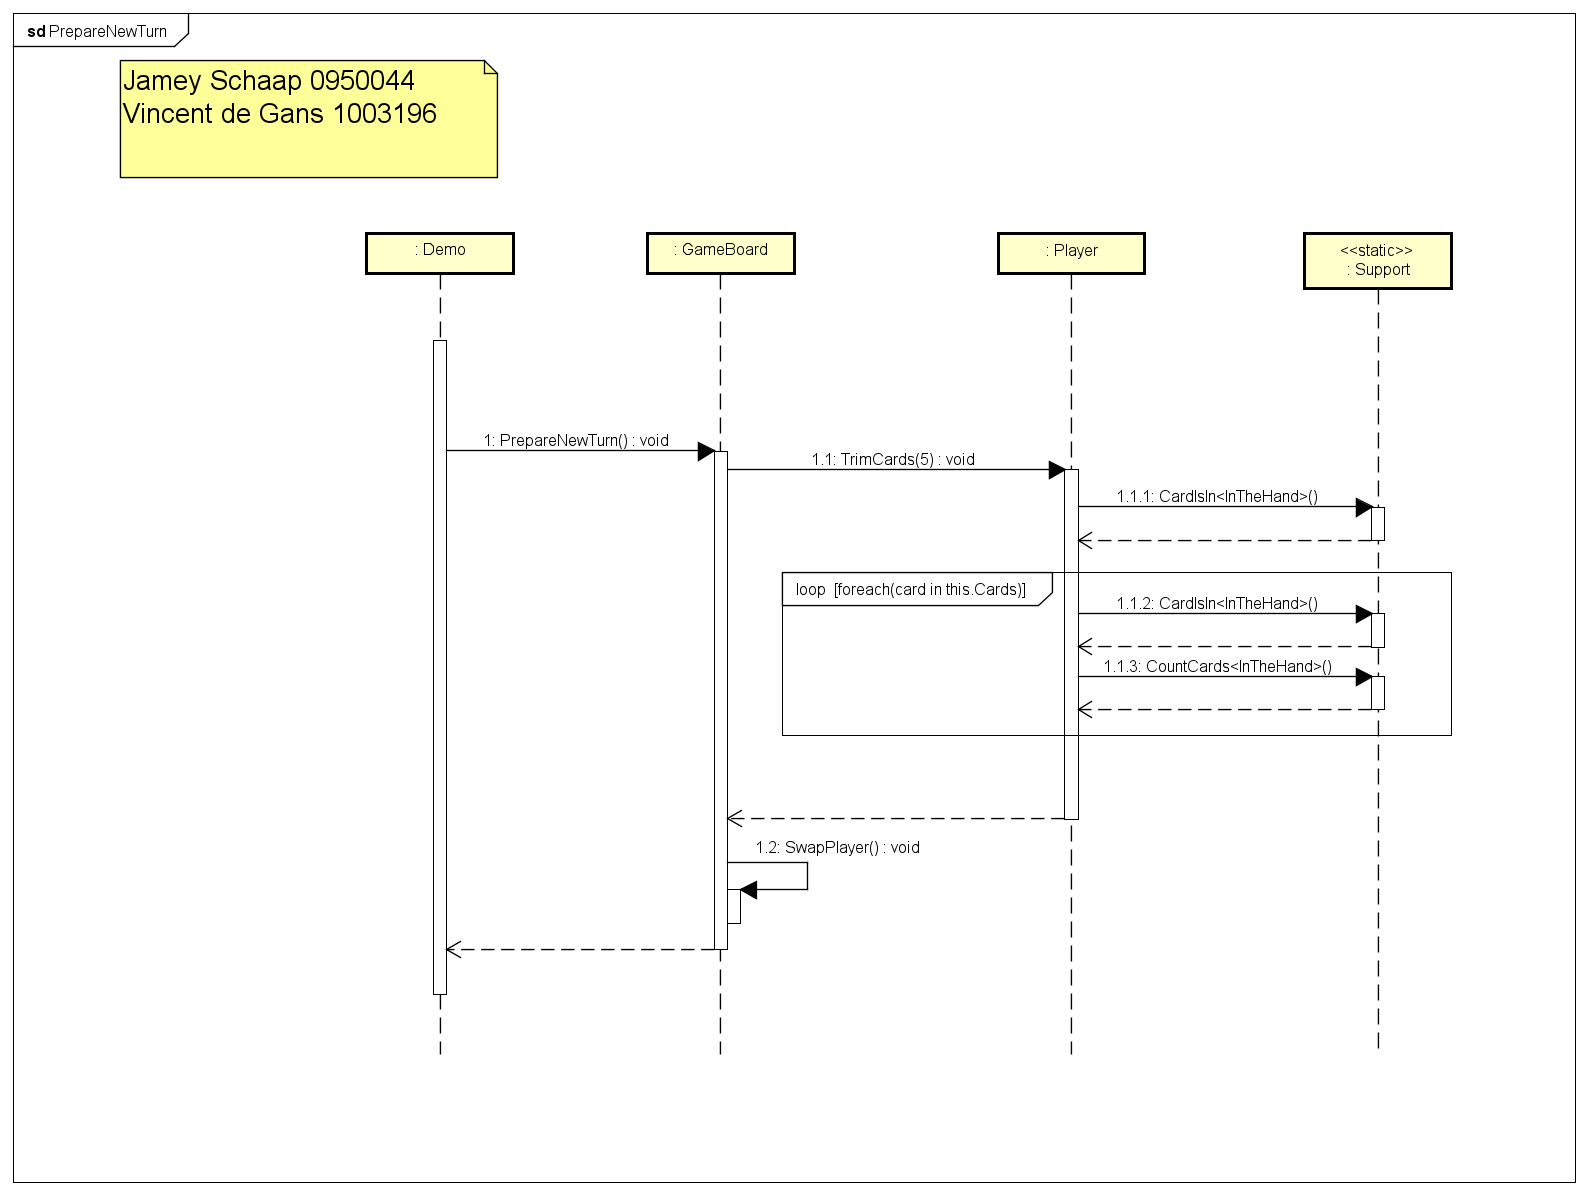 sd PrepareNewTurn
Jamey Schaap 0950044
Vincent de Gans 1003196
: Demo
: GameBoard
: Player
<<static>>
: Support
1: PrepareNewTurn() : void
1.1: TrimCards(5) : void
1.1.1: CardIsIn<InTheHand>()
loop [foreach(card in this.Cards)]
1.1.2: CardIsIn<InTheHand>()
1.1.3: CountCards<InTheHand>()
1.2: SwapPlayer() : void